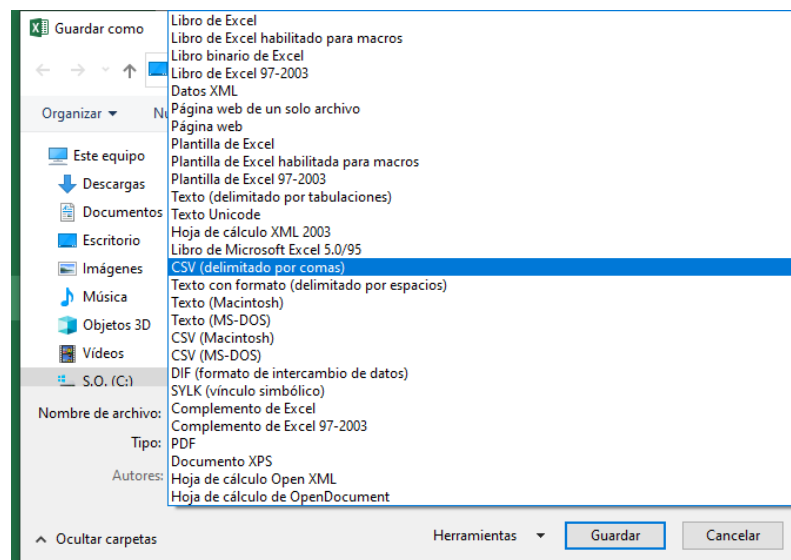 Guardar como
Organizar
Este equipo
Descargas
Documentos
Escritorio
Imágenes
Música
Objetos 3D
Vídeos
S.O. (C:)
Libro de Excel
Libro de Excel habilitado para macros
Libro binario de Excel
Libro de Excel 97-2003
Datos XML
Página web de un solo archivo
Página web
Plantilla de Excel
Plantilla de Excel habilitada para macros
Plantilla de Excel 97-2003
Texto (delimitado por tabulaciones)
Texto Unicode
Hoja de cálculo XML 2003
Libro de Microsoft Excel 5.0/95
CSV (delimitado por comas)
Texto con formato (delimitado por espacios)
Texto (Macintosh)
Texto (MS-DOS)
CSV (Macintosh)
CSV (MS-DOS)
DIF (formato de intercambio de datos)
SYLK (vínculo simbólico)
Complemento de Excel
Complemento de Excel 97-2003
PDF
Documento XPS
Hoja de cálculo Open XML
Hoja de cálculo de OpenDocument
Nombre de archivo:
Tipo:
Autores:
Ocultar carpetas
Herramientas
Guardar
Cancelar